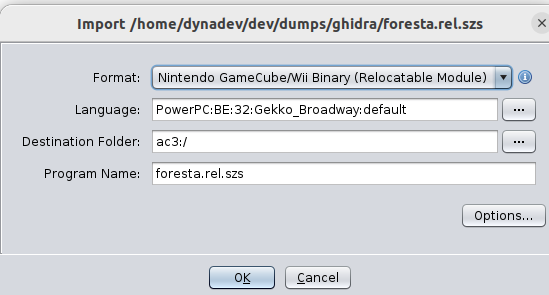 Import /home/dynadev/dev/dumps/ghidra/foresta.rel.szs
Format: Nintendo GameCube/Wii Binary (Relocatable Module)
Language: PowerPC:BE:32:Gekko_Broadway:default ...
Destination Folder: ac3:/ ...
Program Name: foresta.rel.szs
Options...
OK Cancel